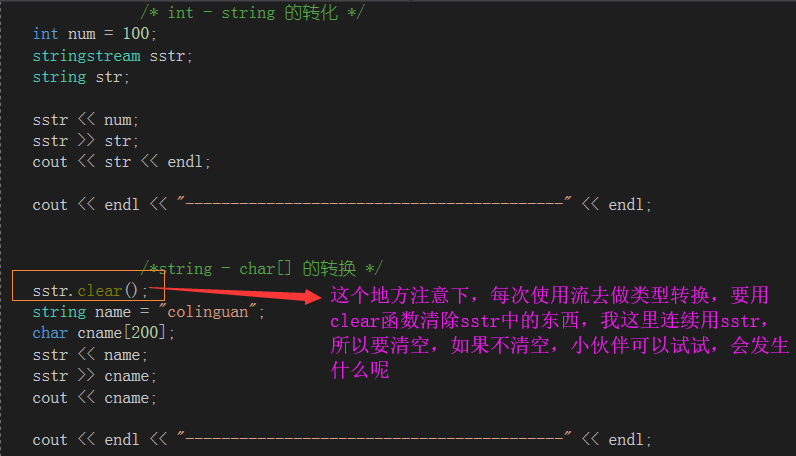 /* int - string 的转化 */
int num = 100;
stringstream sstr;
string str;
sstr << num;
sstr >> str;
cout << str << endl;
cout << endl << "------------------------------------------" << endl;
/*string - char[] 的转换 */
sstr.clear();
string name = "colinguan";
char cname[200];
sstr << name;
sstr >> cname;
cout << cname;
cout << endl << "------------------------------------------" << endl;
这个地方注意下，每次使用流去做类型转换，要用
clear函数清除sstr中的东西，我这里连续用sstr，
所以要清空，如果不清空，小伙伴可以试试，会发生
什么呢